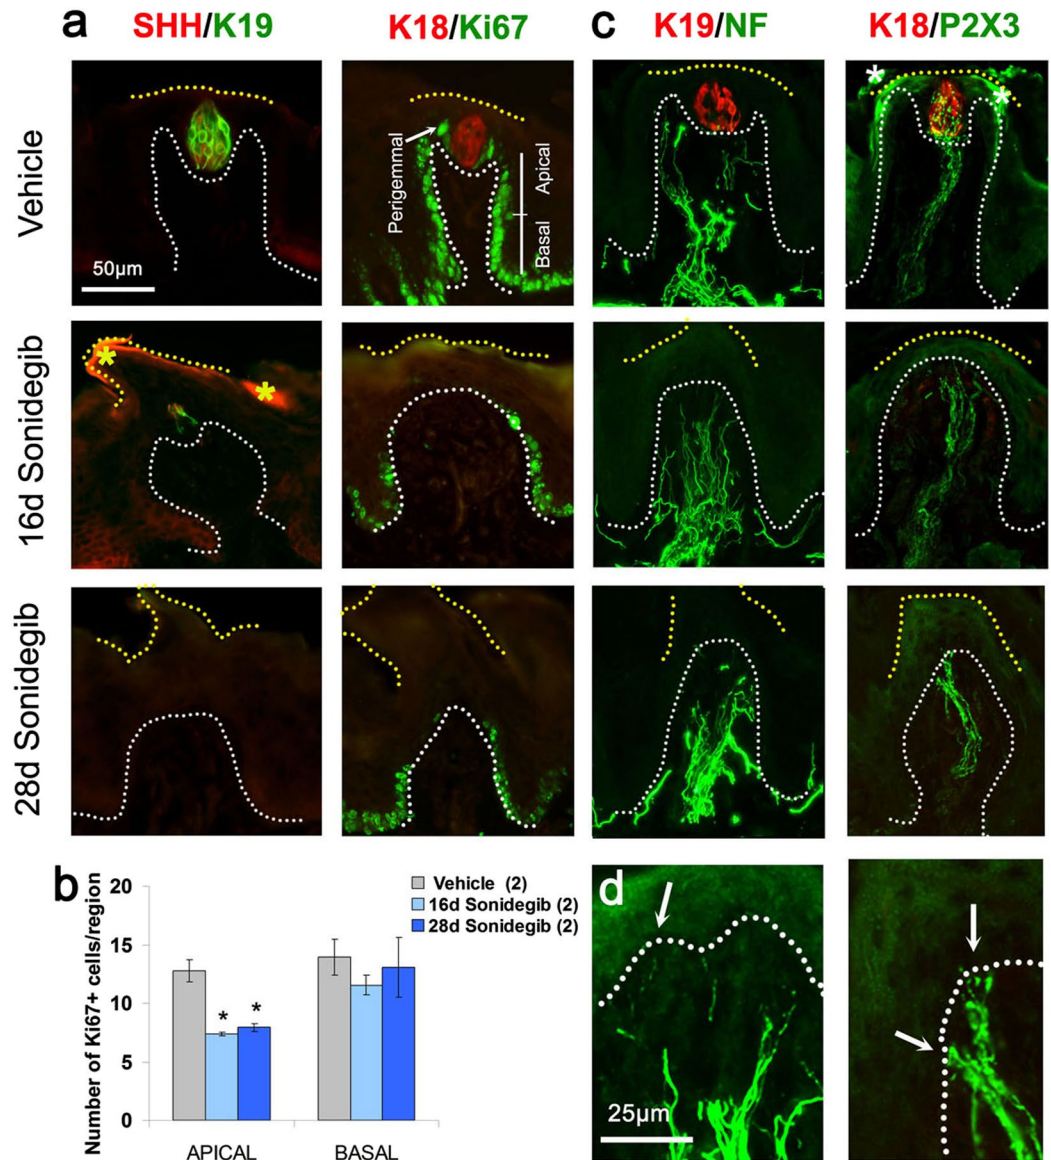 a
SHH/K19
K18/Ki67
c
K19/NF
K18/P2X3
Vehicle
50µm
Perigemmal
Apical
Basal
*
*
16d Sonidegib
*
*
28d Sonidegib
b
Number of Ki67+ cells/region
20
15
10
5
0
Vehicle (2)
16d Sonidegib (2)
28d Sonidegib (2)
*
*
APICAL
BASAL
d
25µm